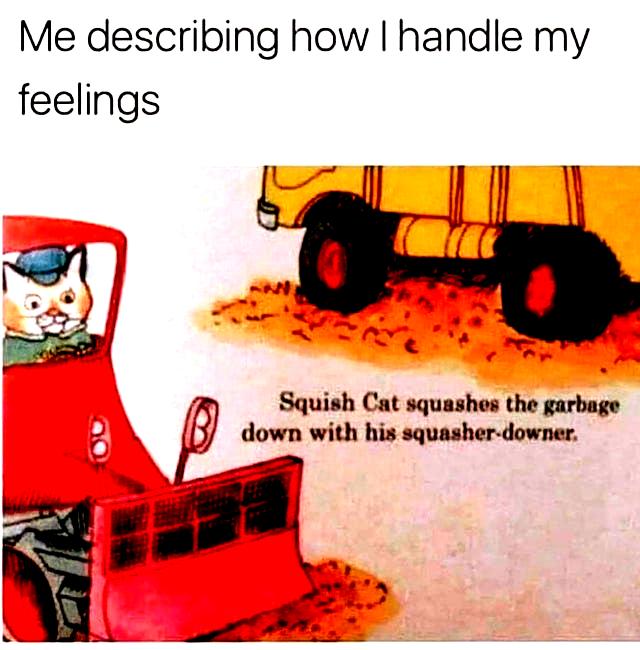 Me describing how I handle my
feelings
Squish Cat squashes the garbage
down with his squasher-downer.